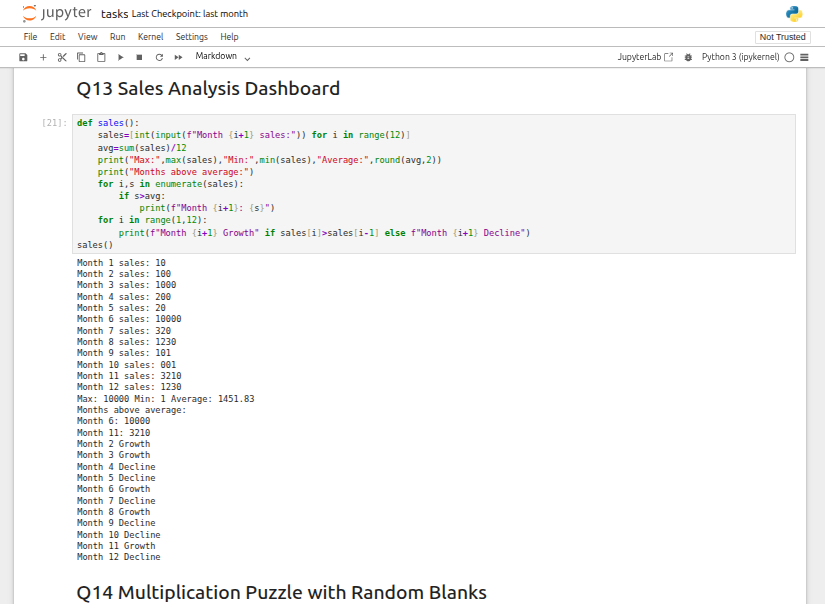 jupyter tasks Last Checkpoint: last month
File Edit View Run Kernel Settings Help Not Trusted
Markdown JupyterLab Python 3 (ipykernel)
Q13 Sales Analysis Dashboard
[21]: def sales():
    sales=[int(input(f"Month {i+1} sales:")) for i in range(12)]
    avg=sum(sales)/12
    print("Max:",max(sales),"Min:",min(sales),"Average:",round(avg,2))
    print("Months above average:")
    for i,s in enumerate(sales):
        if s>avg:
            print(f"Month {i+1}: {s}")
    for i in range(1,12):
        print(f"Month {i+1} Growth" if sales[i]>sales[i-1] else f"Month {i+1} Decline")
sales()
Month 1 sales: 10
Month 2 sales: 100
Month 3 sales: 1000
Month 4 sales: 200
Month 5 sales: 20
Month 6 sales: 10000
Month 7 sales: 320
Month 8 sales: 1230
Month 9 sales: 101
Month 10 sales: 001
Month 11 sales: 3210
Month 12 sales: 1230
Max: 10000 Min: 1 Average: 1451.83
Months above average:
Month 6: 10000
Month 11: 3210
Month 2 Growth
Month 3 Growth
Month 4 Decline
Month 5 Decline
Month 6 Growth
Month 7 Decline
Month 8 Growth
Month 9 Decline
Month 10 Decline
Month 11 Growth
Month 12 Decline
Q14 Multiplication Puzzle with Random Blanks